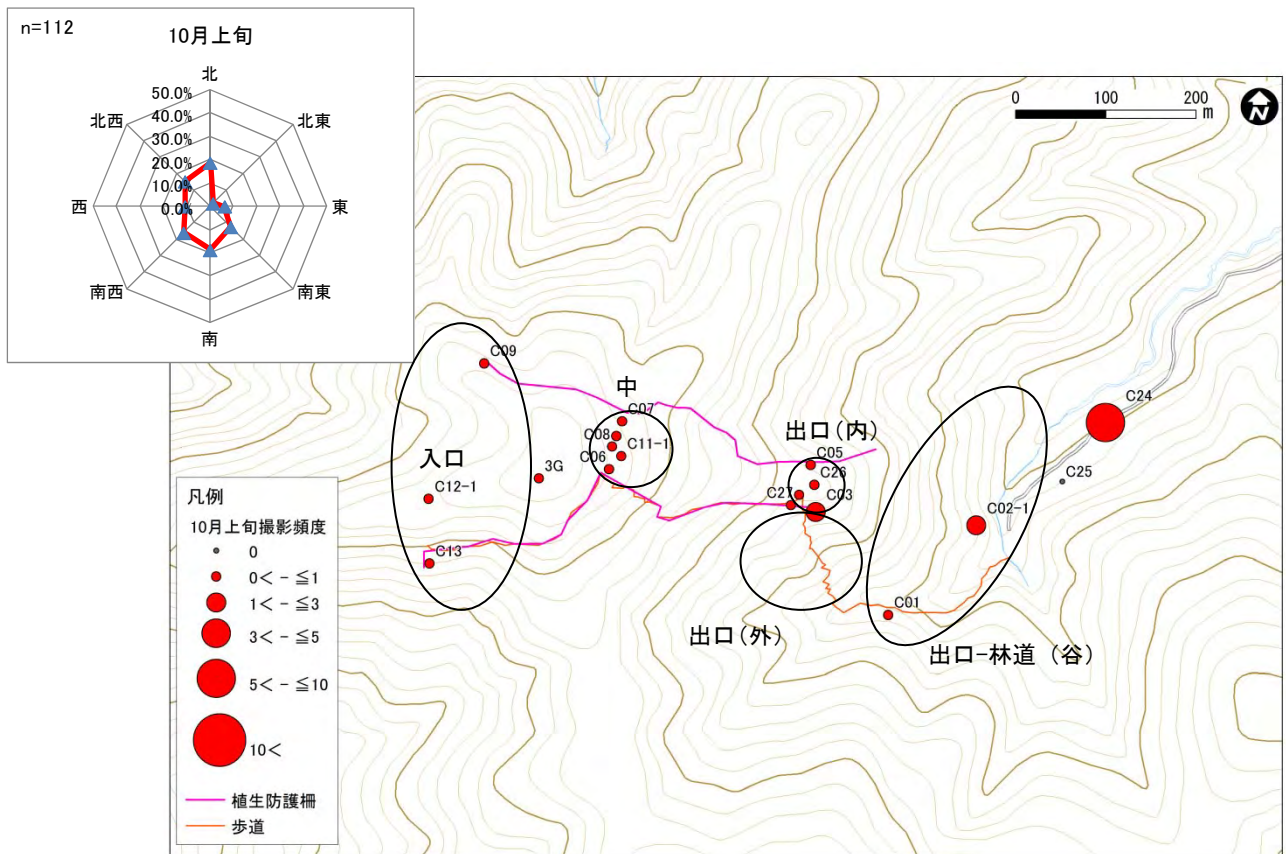 n=112
10月上旬
北
北東
東
南東
南
南西
西
北西
50.0%
40.0%
30.0%
20.0%
10.0%
0.0%
0 100 200
m
N
C09
中
C07
C08
C11-1
C06
入口
3G
C12-1
C13
出口(内)
C05
C26
C27
C03
C24
C25
C02-1
C01
出口(外)
出口-林道 (谷)
凡例
10月上旬撮影頻度
0
0< - ≦1
1< - ≦3
3< - ≦5
5< - ≦10
10<
植生防護柵
歩道